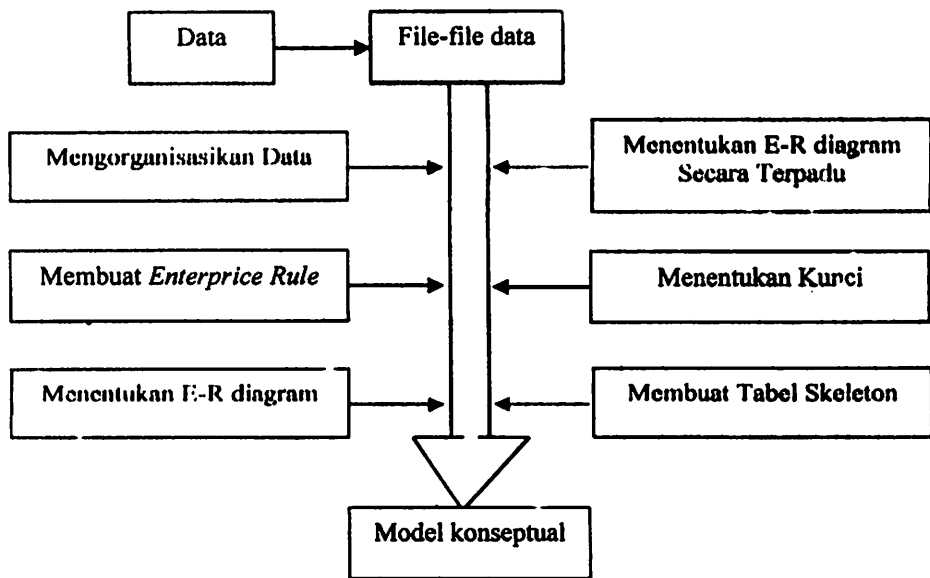 Data
File-file data
Mengorganisasikan Data
Menentukan E-R diagram
Secara Terpadu
Membuat Enterprice Rule
Menentukan Kunci
Menentukan E-R diagram
Membuat Tabel Skeleton
Model konseptual